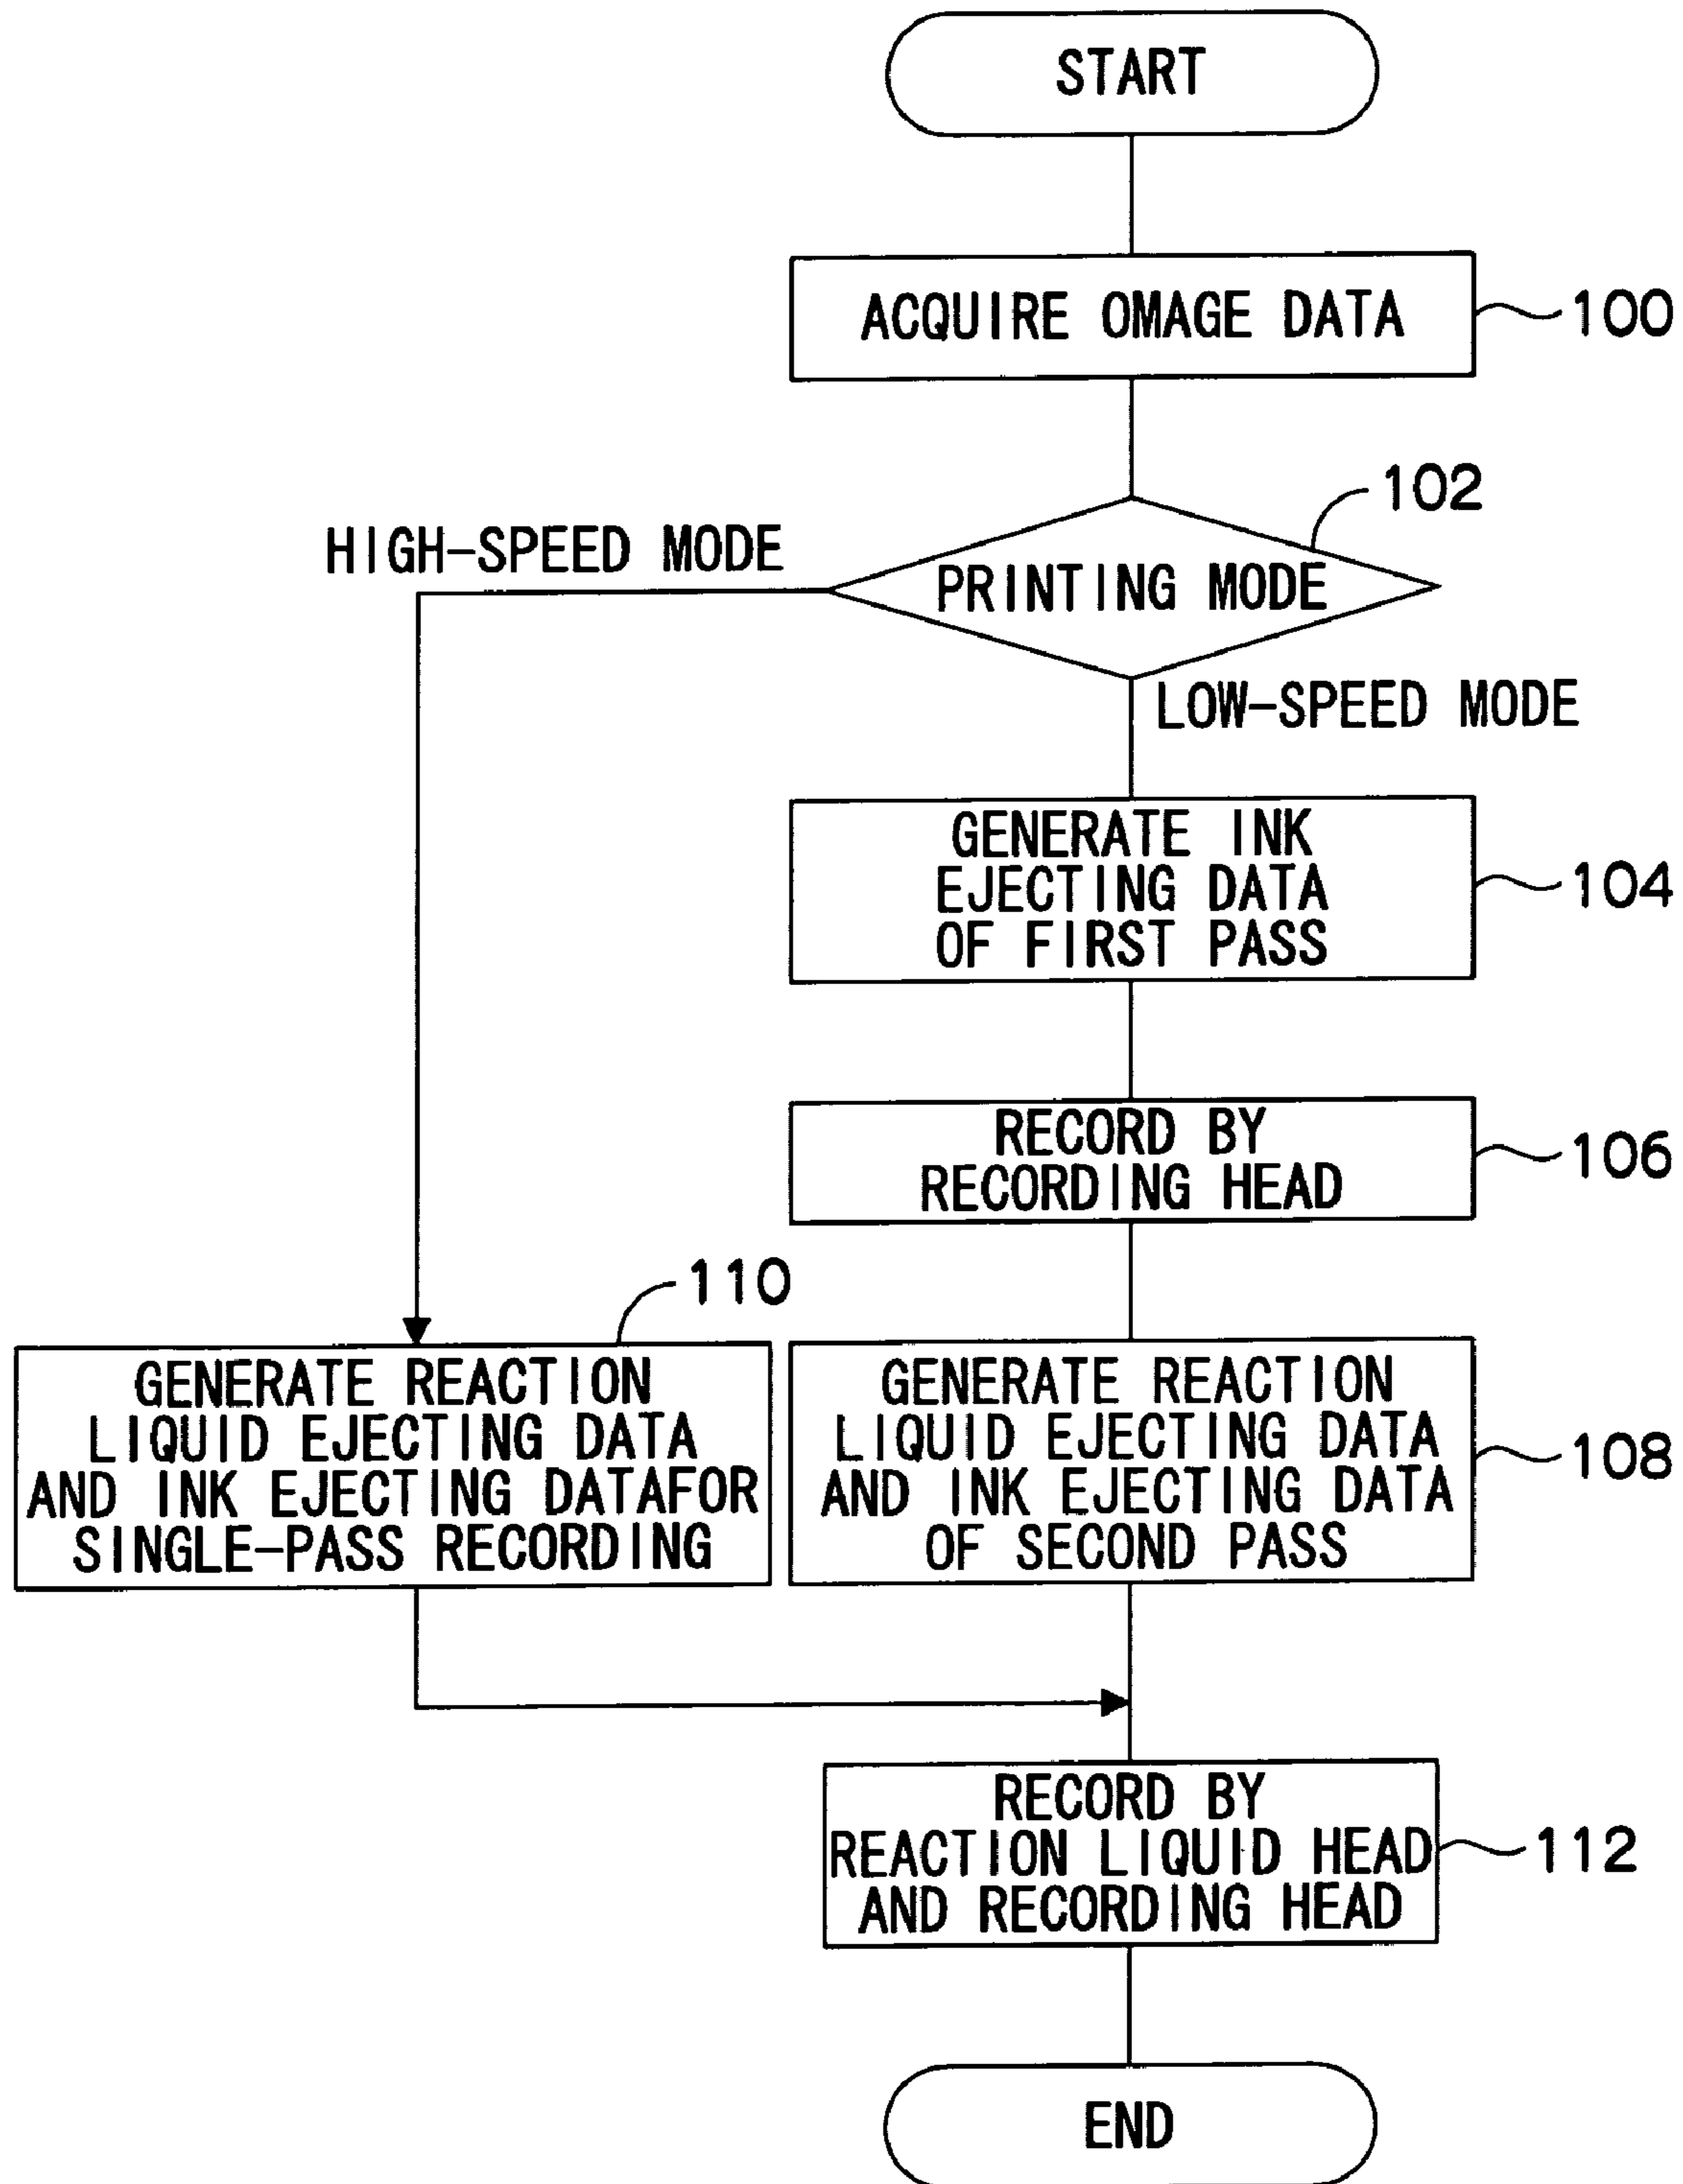 START
ACQUIRE OMAGE DATA
100
102
HIGH-SPEED MODE
PRINTING MODE
LOW-SPEED MODE
GENERATE INK
EJECTING DATA
OF FIRST PASS
104
RECORD BY
RECORDING HEAD
106
110
GENERATE REACTION
LIQUID EJECTING DATA
AND INK EJECTING DATAFOR
SINGLE-PASS RECORDING
GENERATE REACTION
LIQUID EJECTING DATA
AND INK EJECTING DATA
OF SECOND PASS
108
RECORD BY
REACTION LIQUID HEAD
AND RECORDING HEAD
112
END